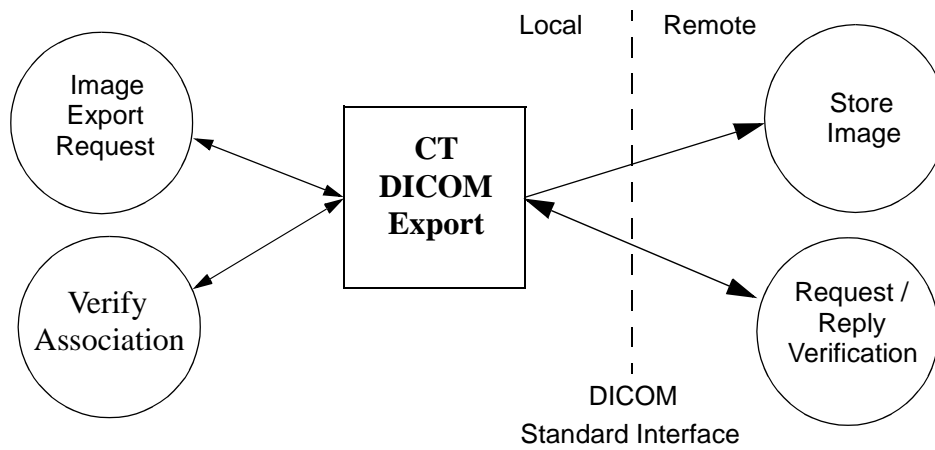 Local
Remote
Image
Export
Request
CT
DICOM
Export
Store
Image
Verify
Association
Request /
Reply
Verification
DICOM
Standard Interface